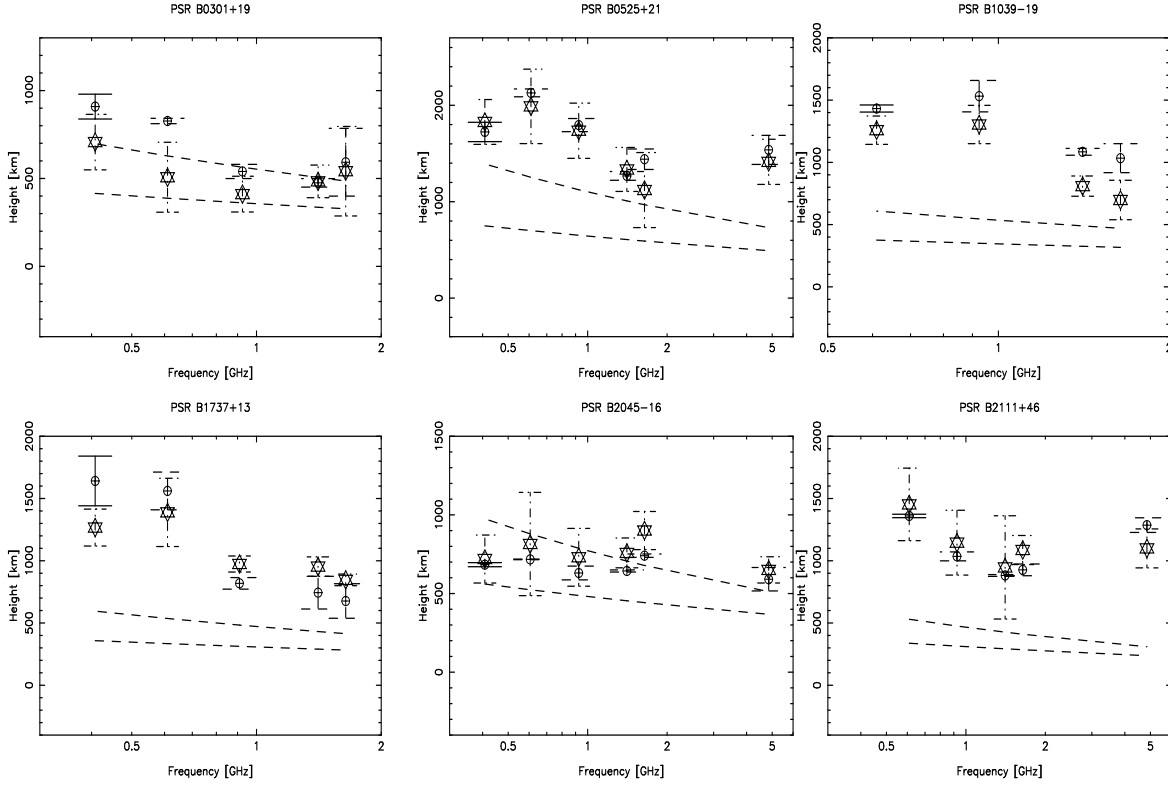 PSR B0301+19
PSR B0525+21
PSR B1039−19
Height [km]
0
500
1000
0.5
1
2
Frequency [GHz]
Height [km]
0
1000
2000
0.5
1
2
5
Frequency [GHz]
Height [km]
0
500
1000
1500
2000
0.5
1
2
Frequency [GHz]
PSR B1737+13
PSR B2045−16
PSR B2111+46
Height [km]
0
500
1000
1500
2000
0.5
1
2
Frequency [GHz]
Height [km]
0
500
1000
1500
0.5
1
2
5
Frequency [GHz]
Height [km]
0
500
1000
1500
2000
0.5
1
2
5
Frequency [GHz]